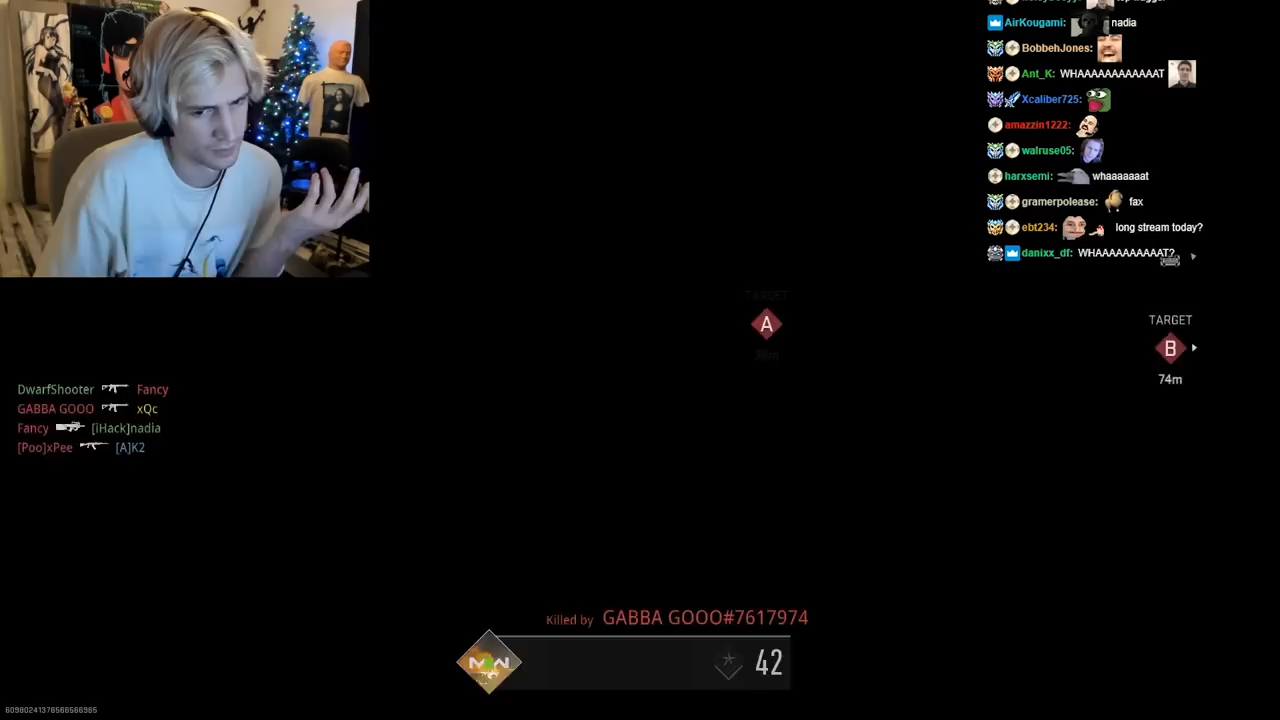 AirKougami: nadia
BobbehJones:
Ant_K: WHAAAAAAAAAAAT
Xcaliber725:
amazzin1222:
walruse05:
harxsemi: whaaaaaaat
gramerpolease: fax
ebt234: long stream today?
danixx_df: WHAAAAAAAAAAT?
TARGET
A
TARGET
B
74m
DwarfShooter Fancy
GABBA GOOO xQc
Fancy [iHack]nadia
[Poo]xPee [A]K2
Killed by GABBA GOOO#7617974
MW
42